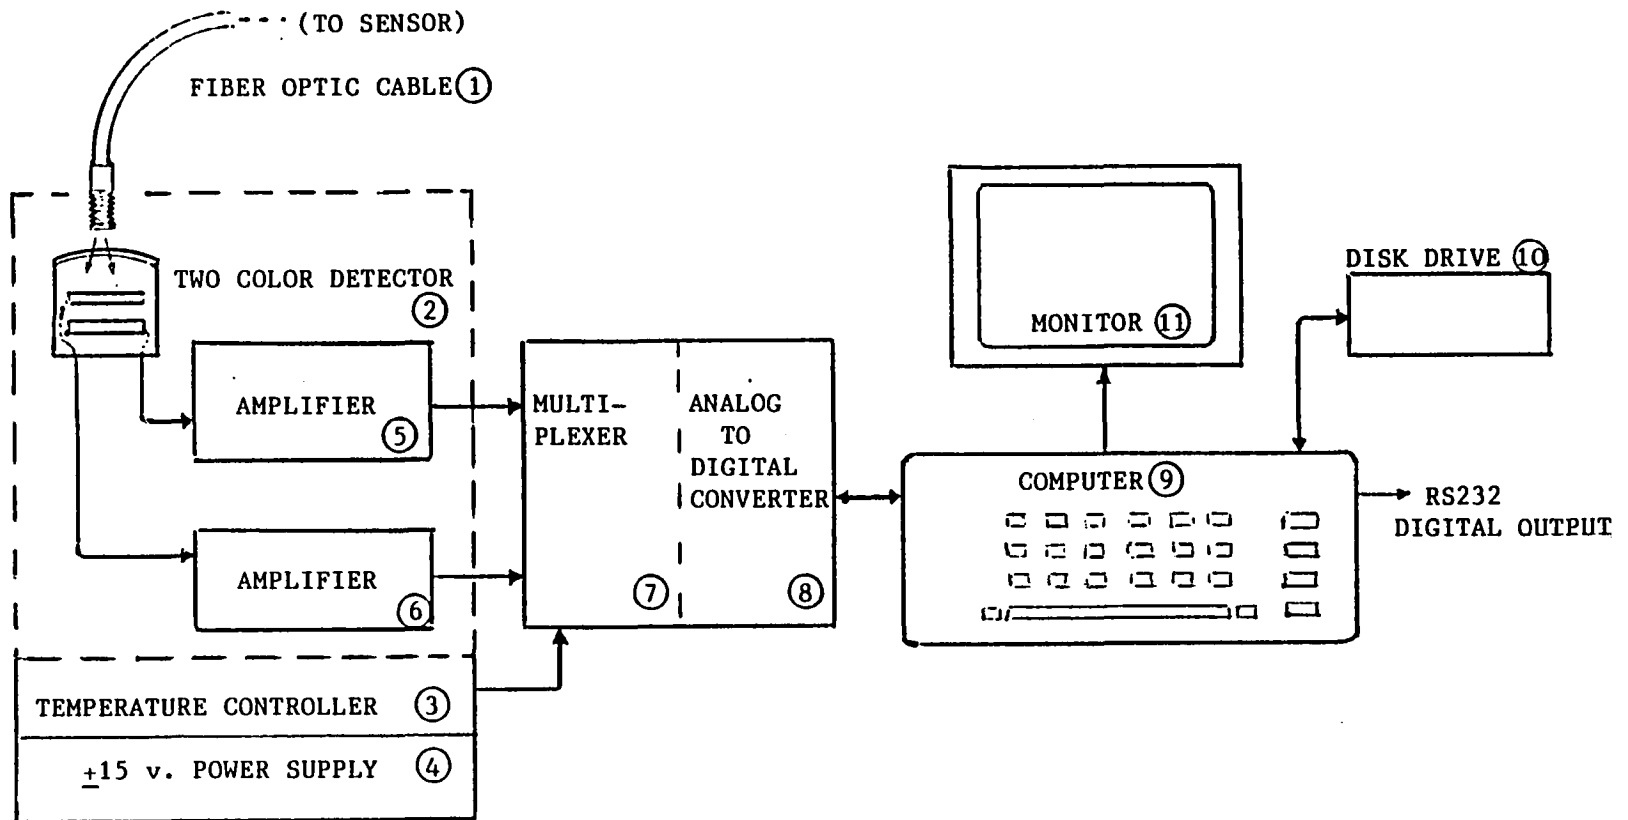 (TO SENSOR)
FIBER OPTIC CABLE 1
TWO COLOR DETECTOR
2
AMPLIFIER
5
AMPLIFIER
6
TEMPERATURE CONTROLLER 3
±15 v. POWER SUPPLY 4
MULTI-
PLEXER
7
ANALOG
TO
DIGITAL
CONVERTER
8
MONITOR 11
DISK DRIVE 10
COMPUTER 9
RS232
DIGITAL OUTPUT